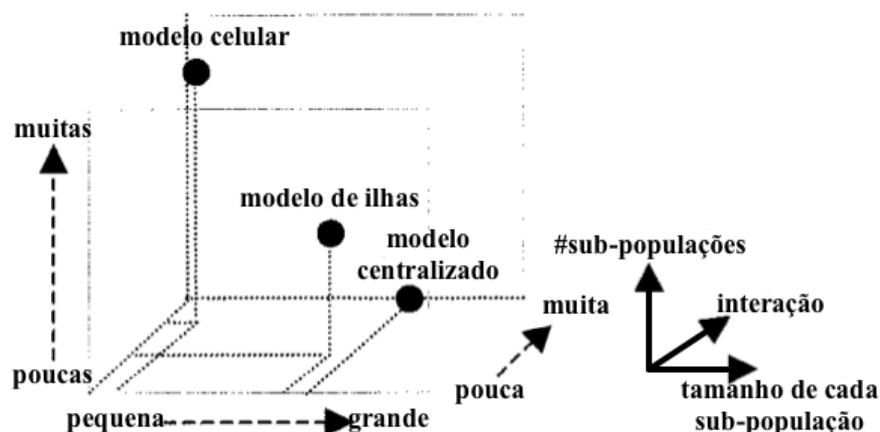 modelo celular
muitas
modelo de ilhas
modelo
centralizado
#sub-populações
interação
muita
poucas
pouca
tamanho de cada
sub-população
pequena
grande